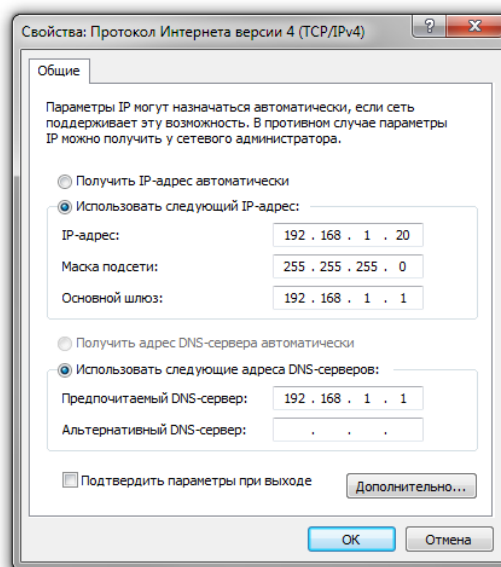 Свойства: Протокол Интернета версии 4 (TCP/IPv4)
Общие
Параметры IP могут назначаться автоматически, если сеть
поддерживает эту возможность. В противном случае параметры
IP можно получить у сетевого администратора.
Получить IP-адрес автоматически
Использовать следующий IP-адрес:
IP-адрес: 192 . 168 . 1 . 20
Маска подсети: 255 . 255 . 255 . 0
Основной шлюз: 192 . 168 . 1 . 1
Получить адрес DNS-сервера автоматически
Использовать следующие адреса DNS-серверов:
Предпочитаемый DNS-сервер: 192 . 168 . 1 . 1
Альтернативный DNS-сервер: . . .
Подтвердить параметры при выходе
Дополнительно...
OK Отмена